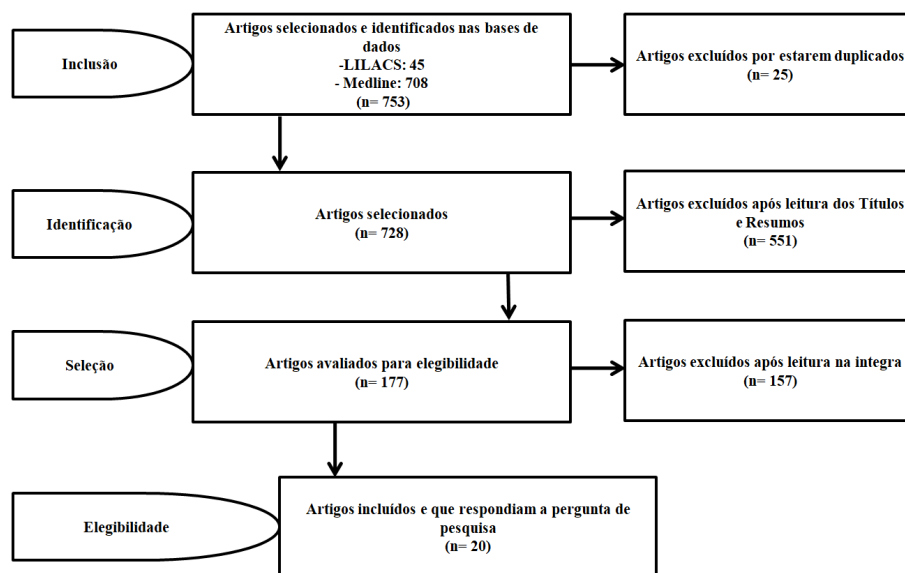 Inclusão
Artigos selecionados e identificados nas bases de
dados
-LILACS: 45
- Medline: 708
(n= 753)
Artigos excluídos por estarem duplicados
(n= 25)
Identificação
Artigos selecionados
(n= 728)
Artigos excluídos após leitura dos Títulos
e Resumos
(n= 551)
Seleção
Artigos avaliados para elegibilidade
(n= 177)
Artigos excluídos após leitura na integra
(n= 157)
Elegibilidade
Artigos incluídos e que respondiam a pergunta de
pesquisa
(n= 20)